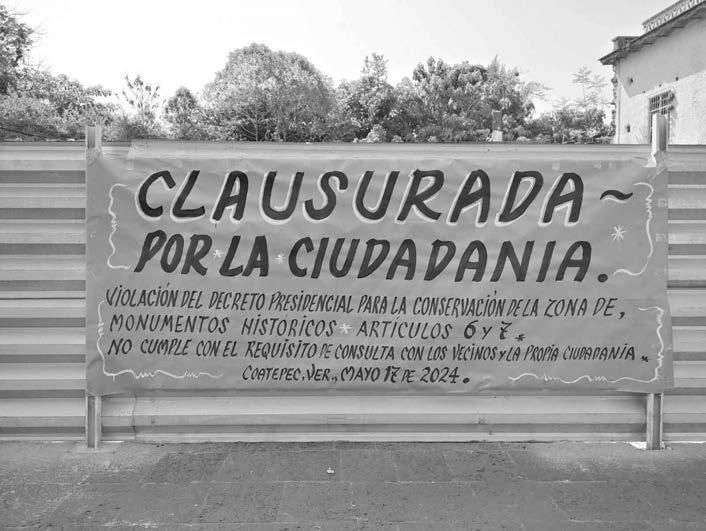 CLAUSURADA~
POR LA CIUDADANIA.
VIOLACIÓN DEL DECRETO PRESIDENCIAL PARA LA CONSERVACIÓN DE LA ZONA DE,
MONUMENTOS HÍSTORICOS * ARTICULOS 6 Y 7 *
NO CUMPLE CON EL REQUISITO DE CONSULTA CON LOS VECINOS Y LA PROPIA CIUDADANIA *
COATEPEC, VER., MAYO 17 DE 2024.